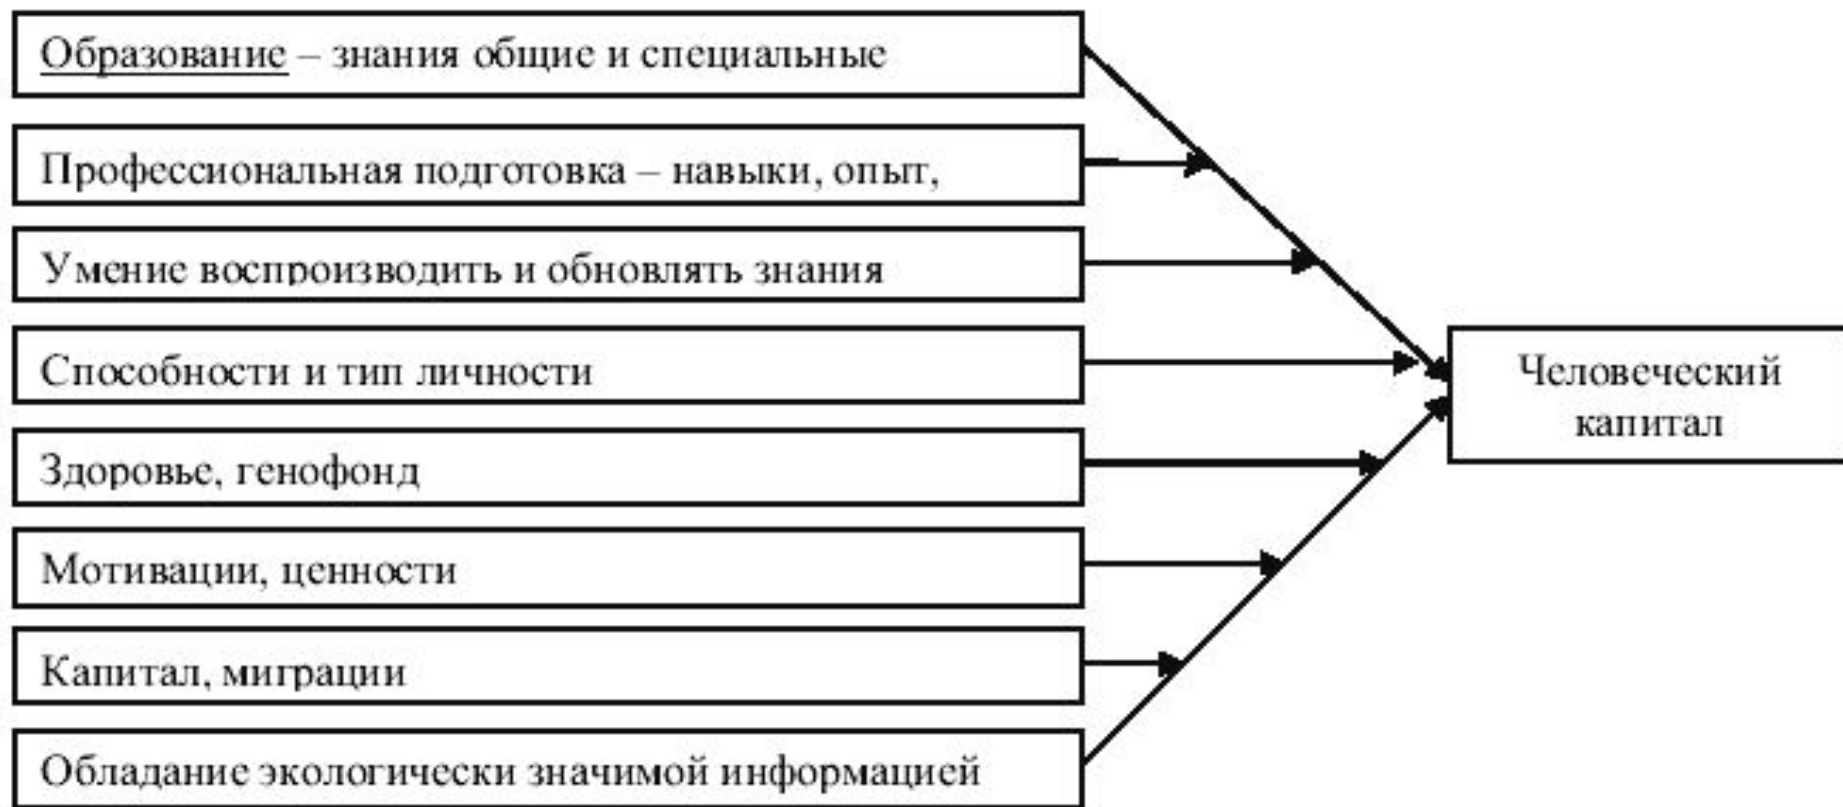 Образование – знания общие и специальные
Профессиональная подготовка – навыки, опыт,
Умение воспроизводить и обновлять знания
Способности и тип личности
Здоровье, генофонд
Мотивации, ценности
Капитал, миграции
Обладание экологически значимой информацией
Человеческий
капитал